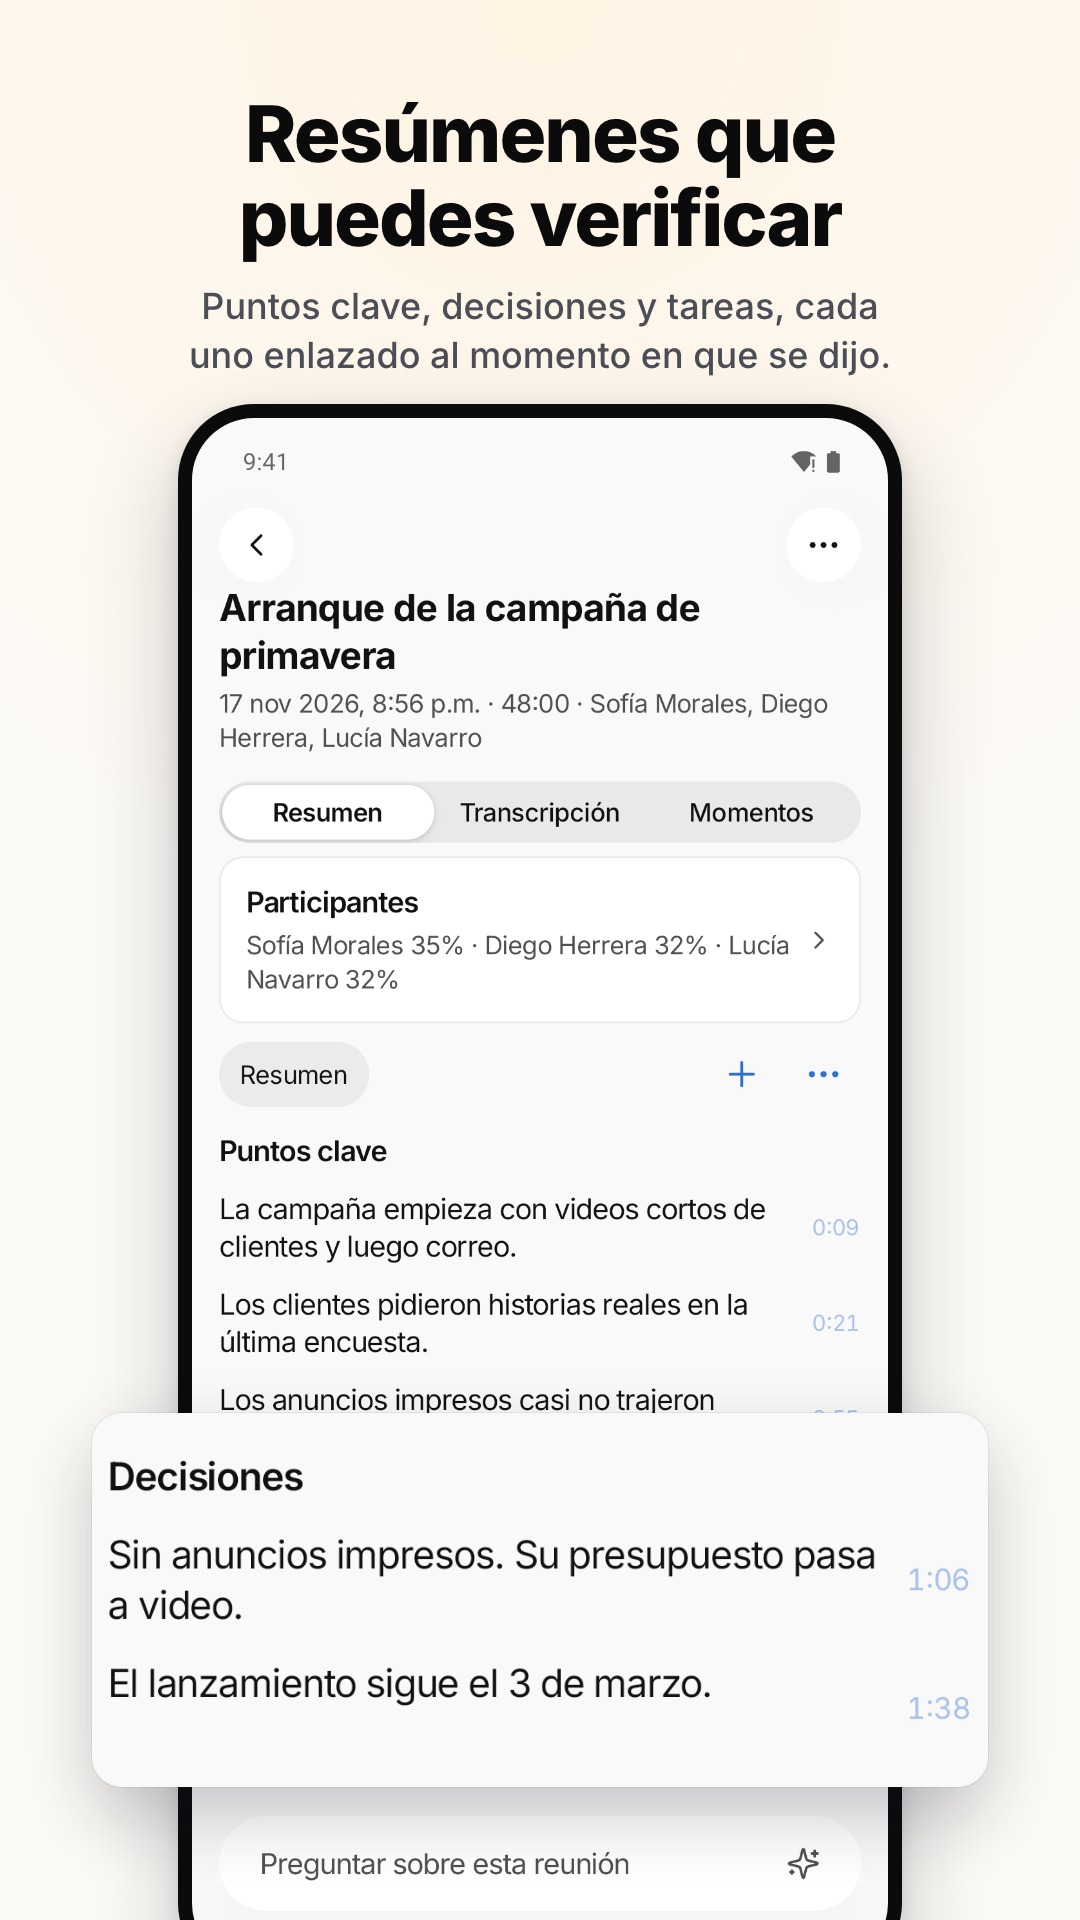 Resúmenes que
puedes verificar
Puntos clave, decisiones y tareas, cada
uno enlazado al momento en que se dijo.
9:41
Arranque de la campaña de
primavera
17 nov 2026, 8:56 p.m. · 48:00 · Sofía Morales, Diego
Herrera, Lucía Navarro
Resumen Transcripción Momentos
Participantes
Sofía Morales 35% · Diego Herrera 32% · Lucía
Navarro 32%
Resumen
Puntos clave
La campaña empieza con videos cortos de
clientes y luego correo.
0:09
Los clientes pidieron historias reales en la
última encuesta.
0:21
Los anuncios impresos casi no trajeron
Decisiones
Sin anuncios impresos. Su presupuesto pasa
a video.
1:06
El lanzamiento sigue el 3 de marzo.
1:38
Preguntar sobre esta reunión